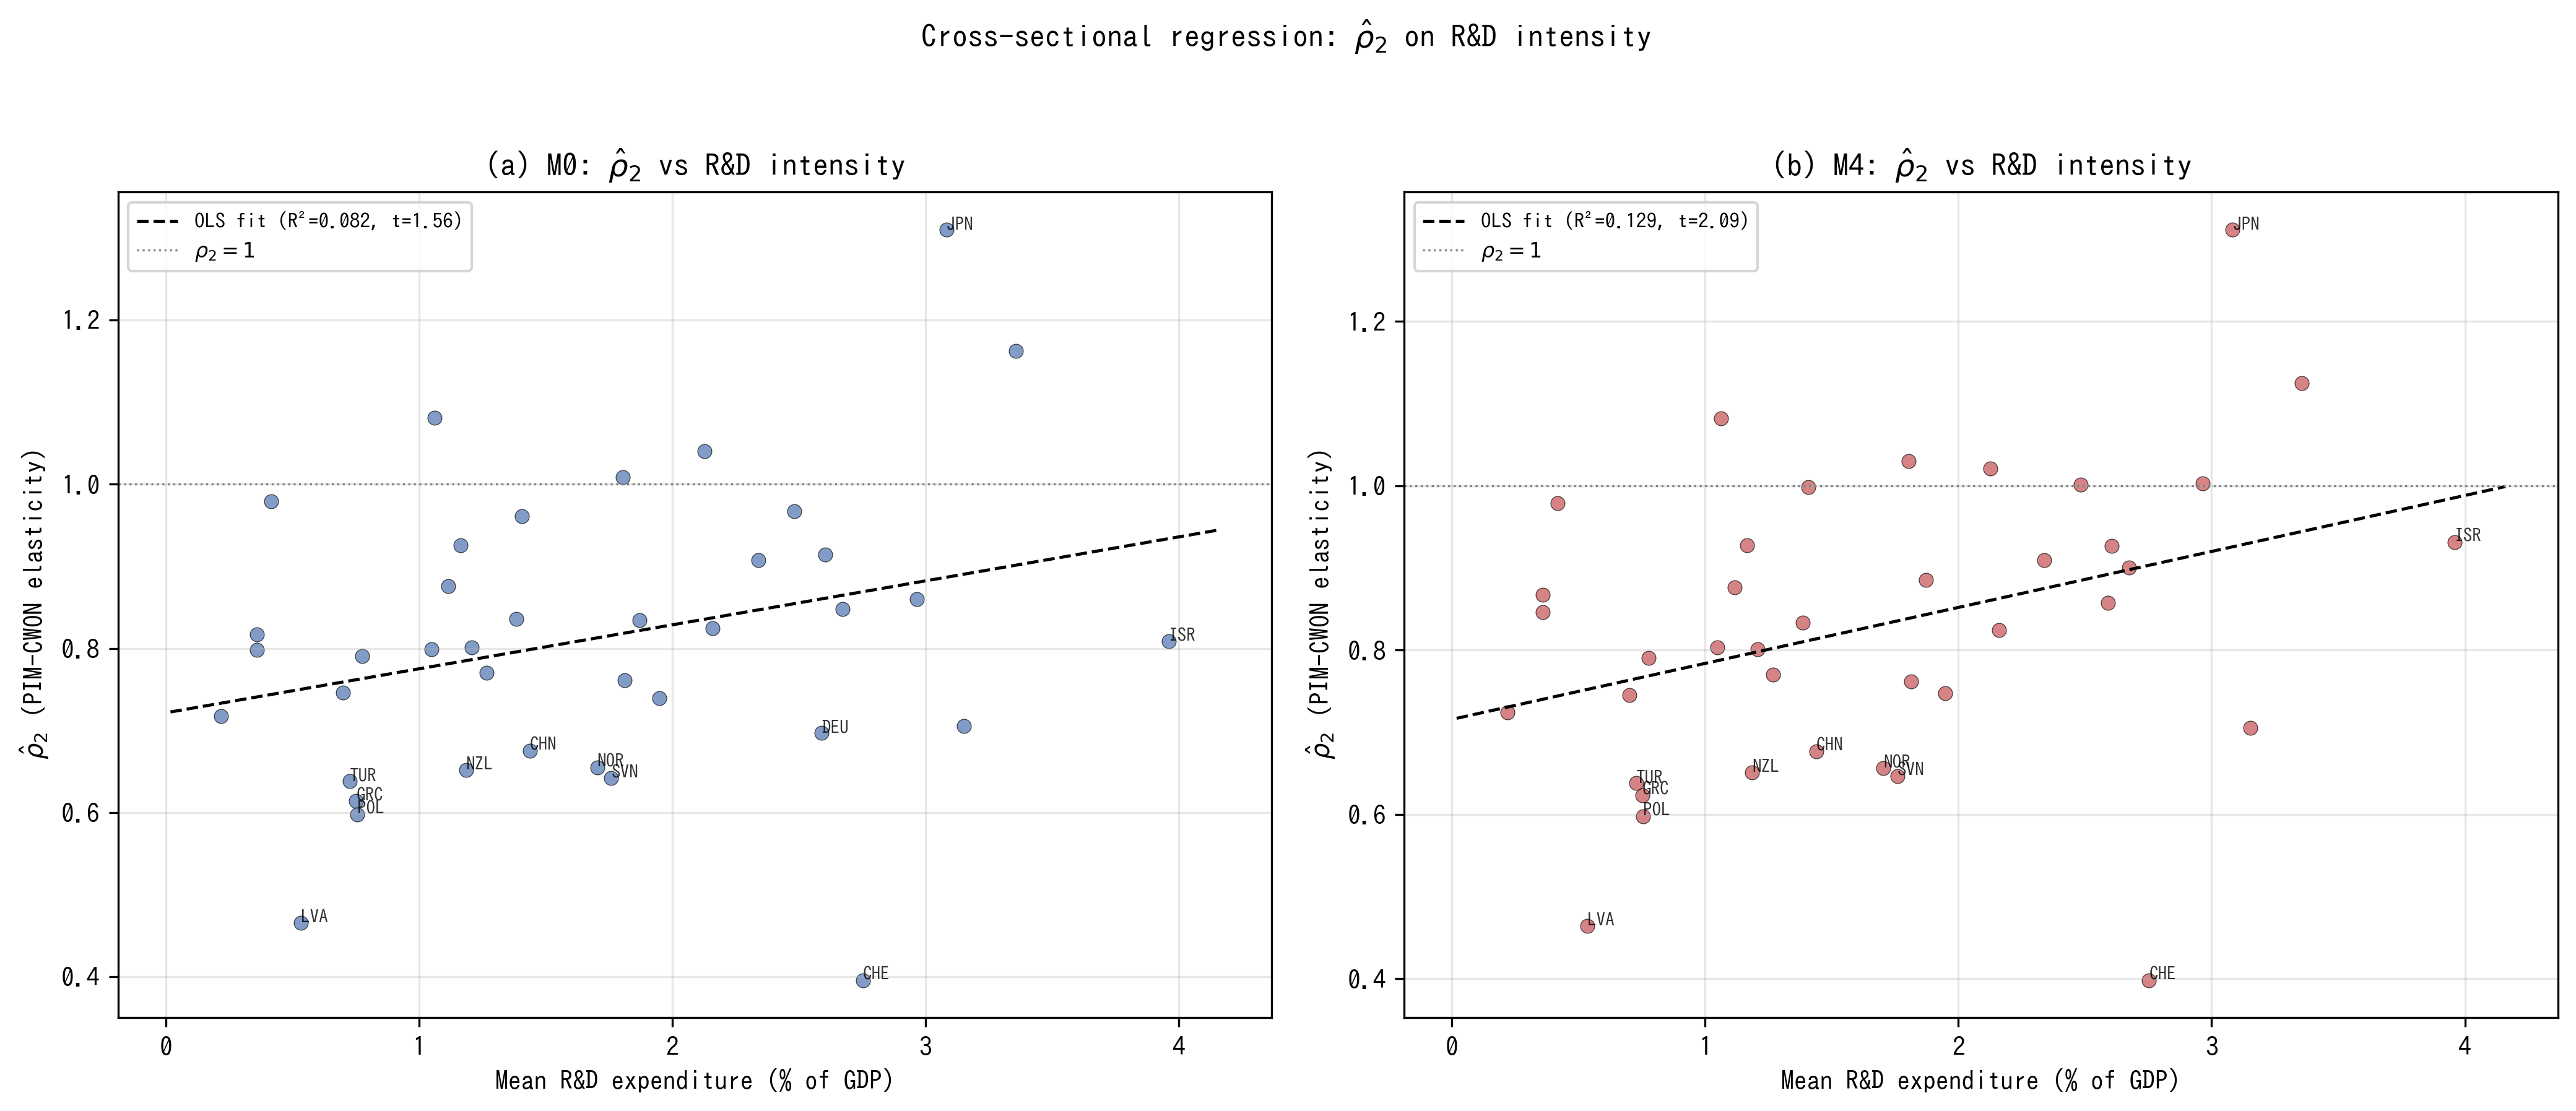 Cross-sectional regression: ρ̂₂ on R&D intensity
(a) M0: ρ̂₂ vs R&D intensity
OLS fit (R²=0.082, t=1.56)
ρ₂ = 1
JPN
ISR
DEU
CHN
NOR
SVN
NZL
TUR
GRC
POL
LVA
CHE
1.2
1.0
0.8
0.6
0.4
ρ̂₂ (PIM-CWON elasticity)
0 1 2 3 4
Mean R&D expenditure (% of GDP)
(b) M4: ρ̂₂ vs R&D intensity
OLS fit (R²=0.129, t=2.09)
ρ₂ = 1
JPN
ISR
CHN
NOR
SVN
NZL
TUR
GRC
POL
LVA
CHE
1.2
1.0
0.8
0.6
0.4
ρ̂₂ (PIM-CWON elasticity)
0 1 2 3 4
Mean R&D expenditure (% of GDP)